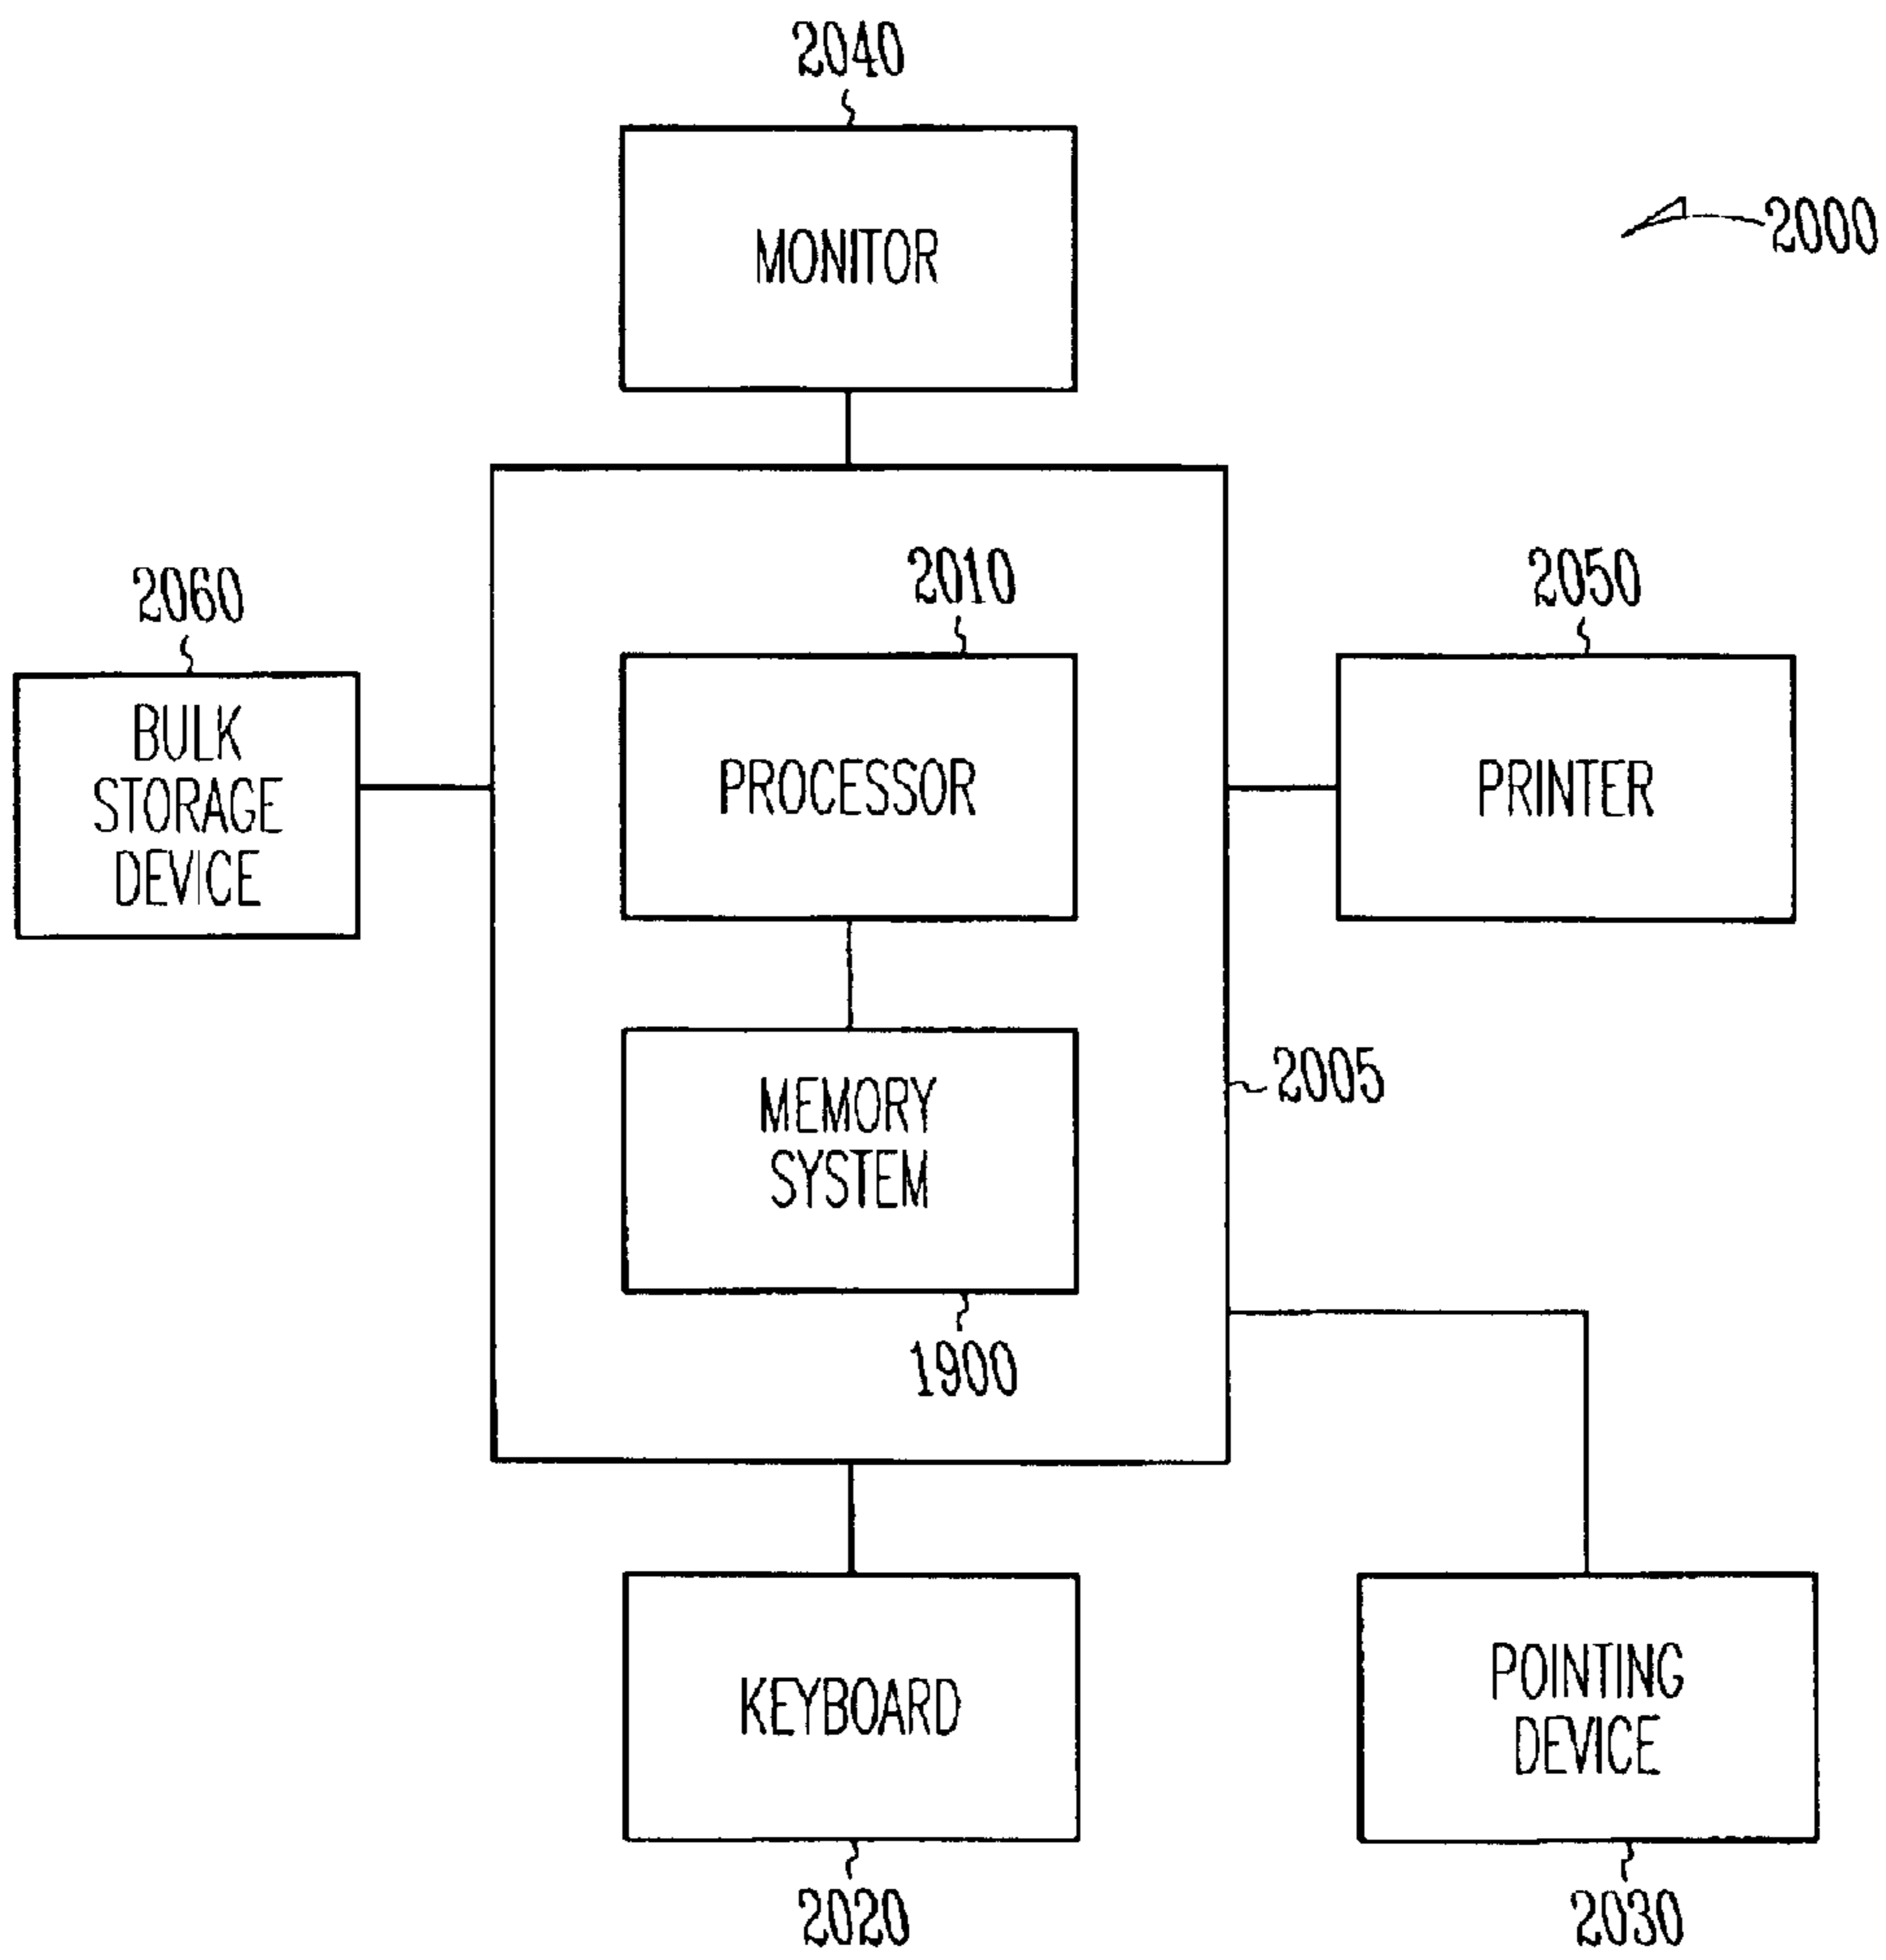 2040
MONITOR
2000
2060
BULK
STORAGE
DEVICE
2010
PROCESSOR
2050
PRINTER
MEMORY
SYSTEM
1900
2005
KEYBOARD
2020
POINTING
DEVICE
2030